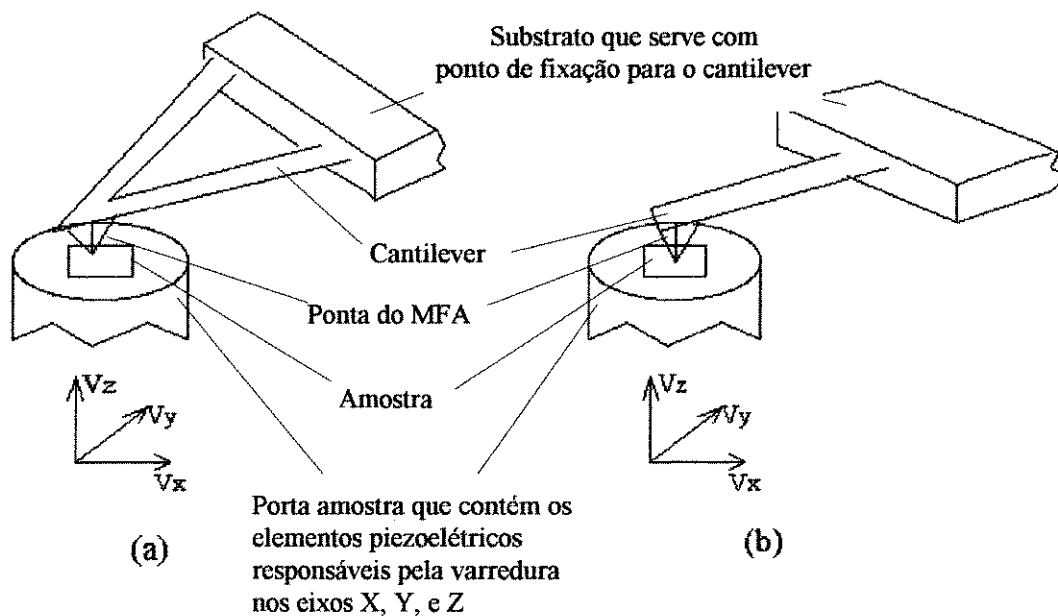 Substrato que serve com
ponto de fixação para o cantilever
Cantilever
Ponta do MFA
Amostra
Vz
Vy
Vx
Vz
Vy
Vx
Porta amostra que contém os
elementos piezoelétricos
responsáveis pela varredura
nos eixos X, Y, e Z
(a)
(b)